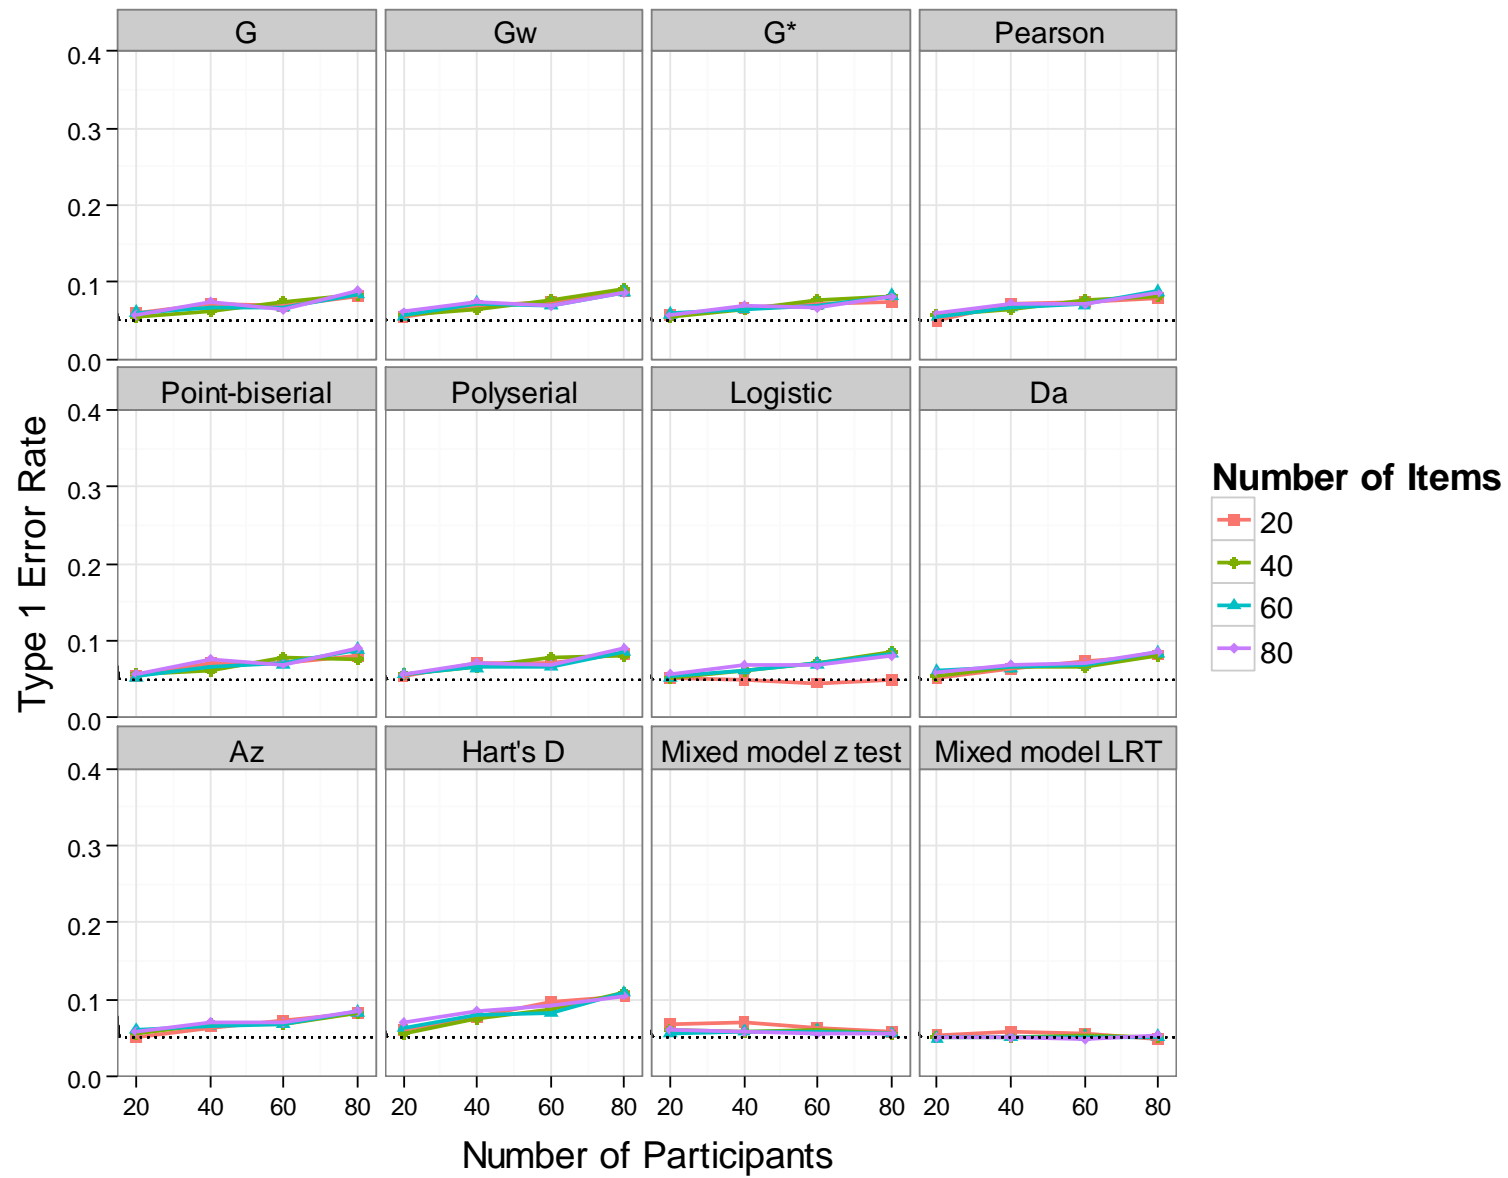 G Gw G* Pearson
0.4
0.3
0.2
0.1
0.0
Point-biserial Polyserial Logistic Da
0.4
0.3
0.2
0.1
0.0
Az Hart's D Mixed model z test Mixed model LRT
0.4
0.3
0.2
0.1
0.0
20 40 60 80 20 40 60 80 20 40 60 80 20 40 60 80
Number of Participants
Type 1 Error Rate
Number of Items
20
40
60
80